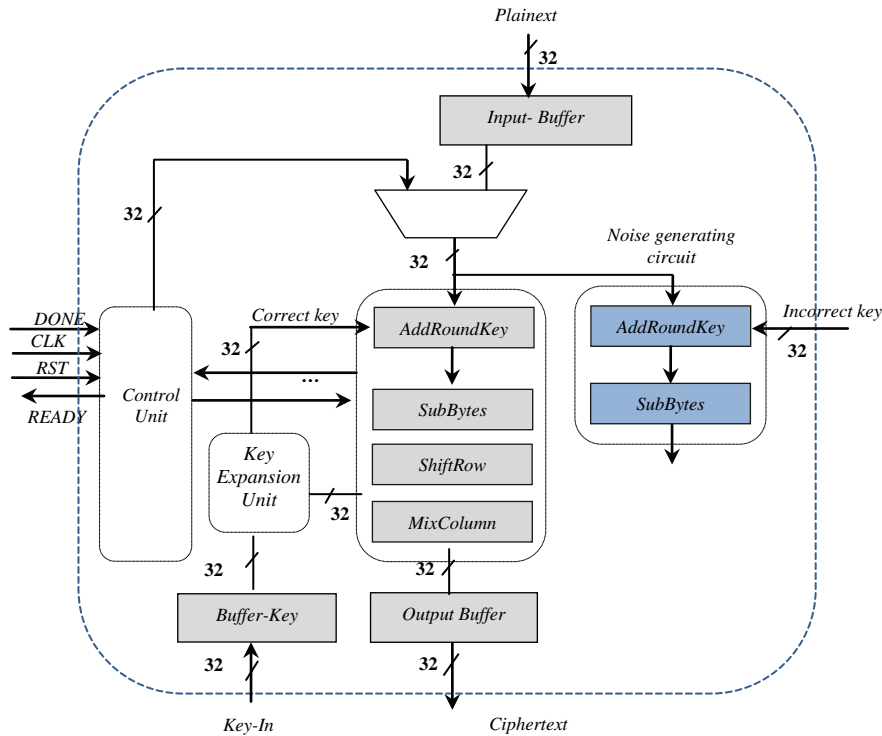 Plainext
32
Input- Buffer
32
32
32
Noise generating
circuit
DONE
CLK
RST
READY
Control
Unit
Correct key
32
...
AddRoundKey
SubBytes
ShiftRow
MixColumn
AddRoundKey
SubBytes
Incorrect key
32
Key
Expansion
Unit
32
32
32
Buffer-Key
Output Buffer
32
32
Key-In
Ciphertext